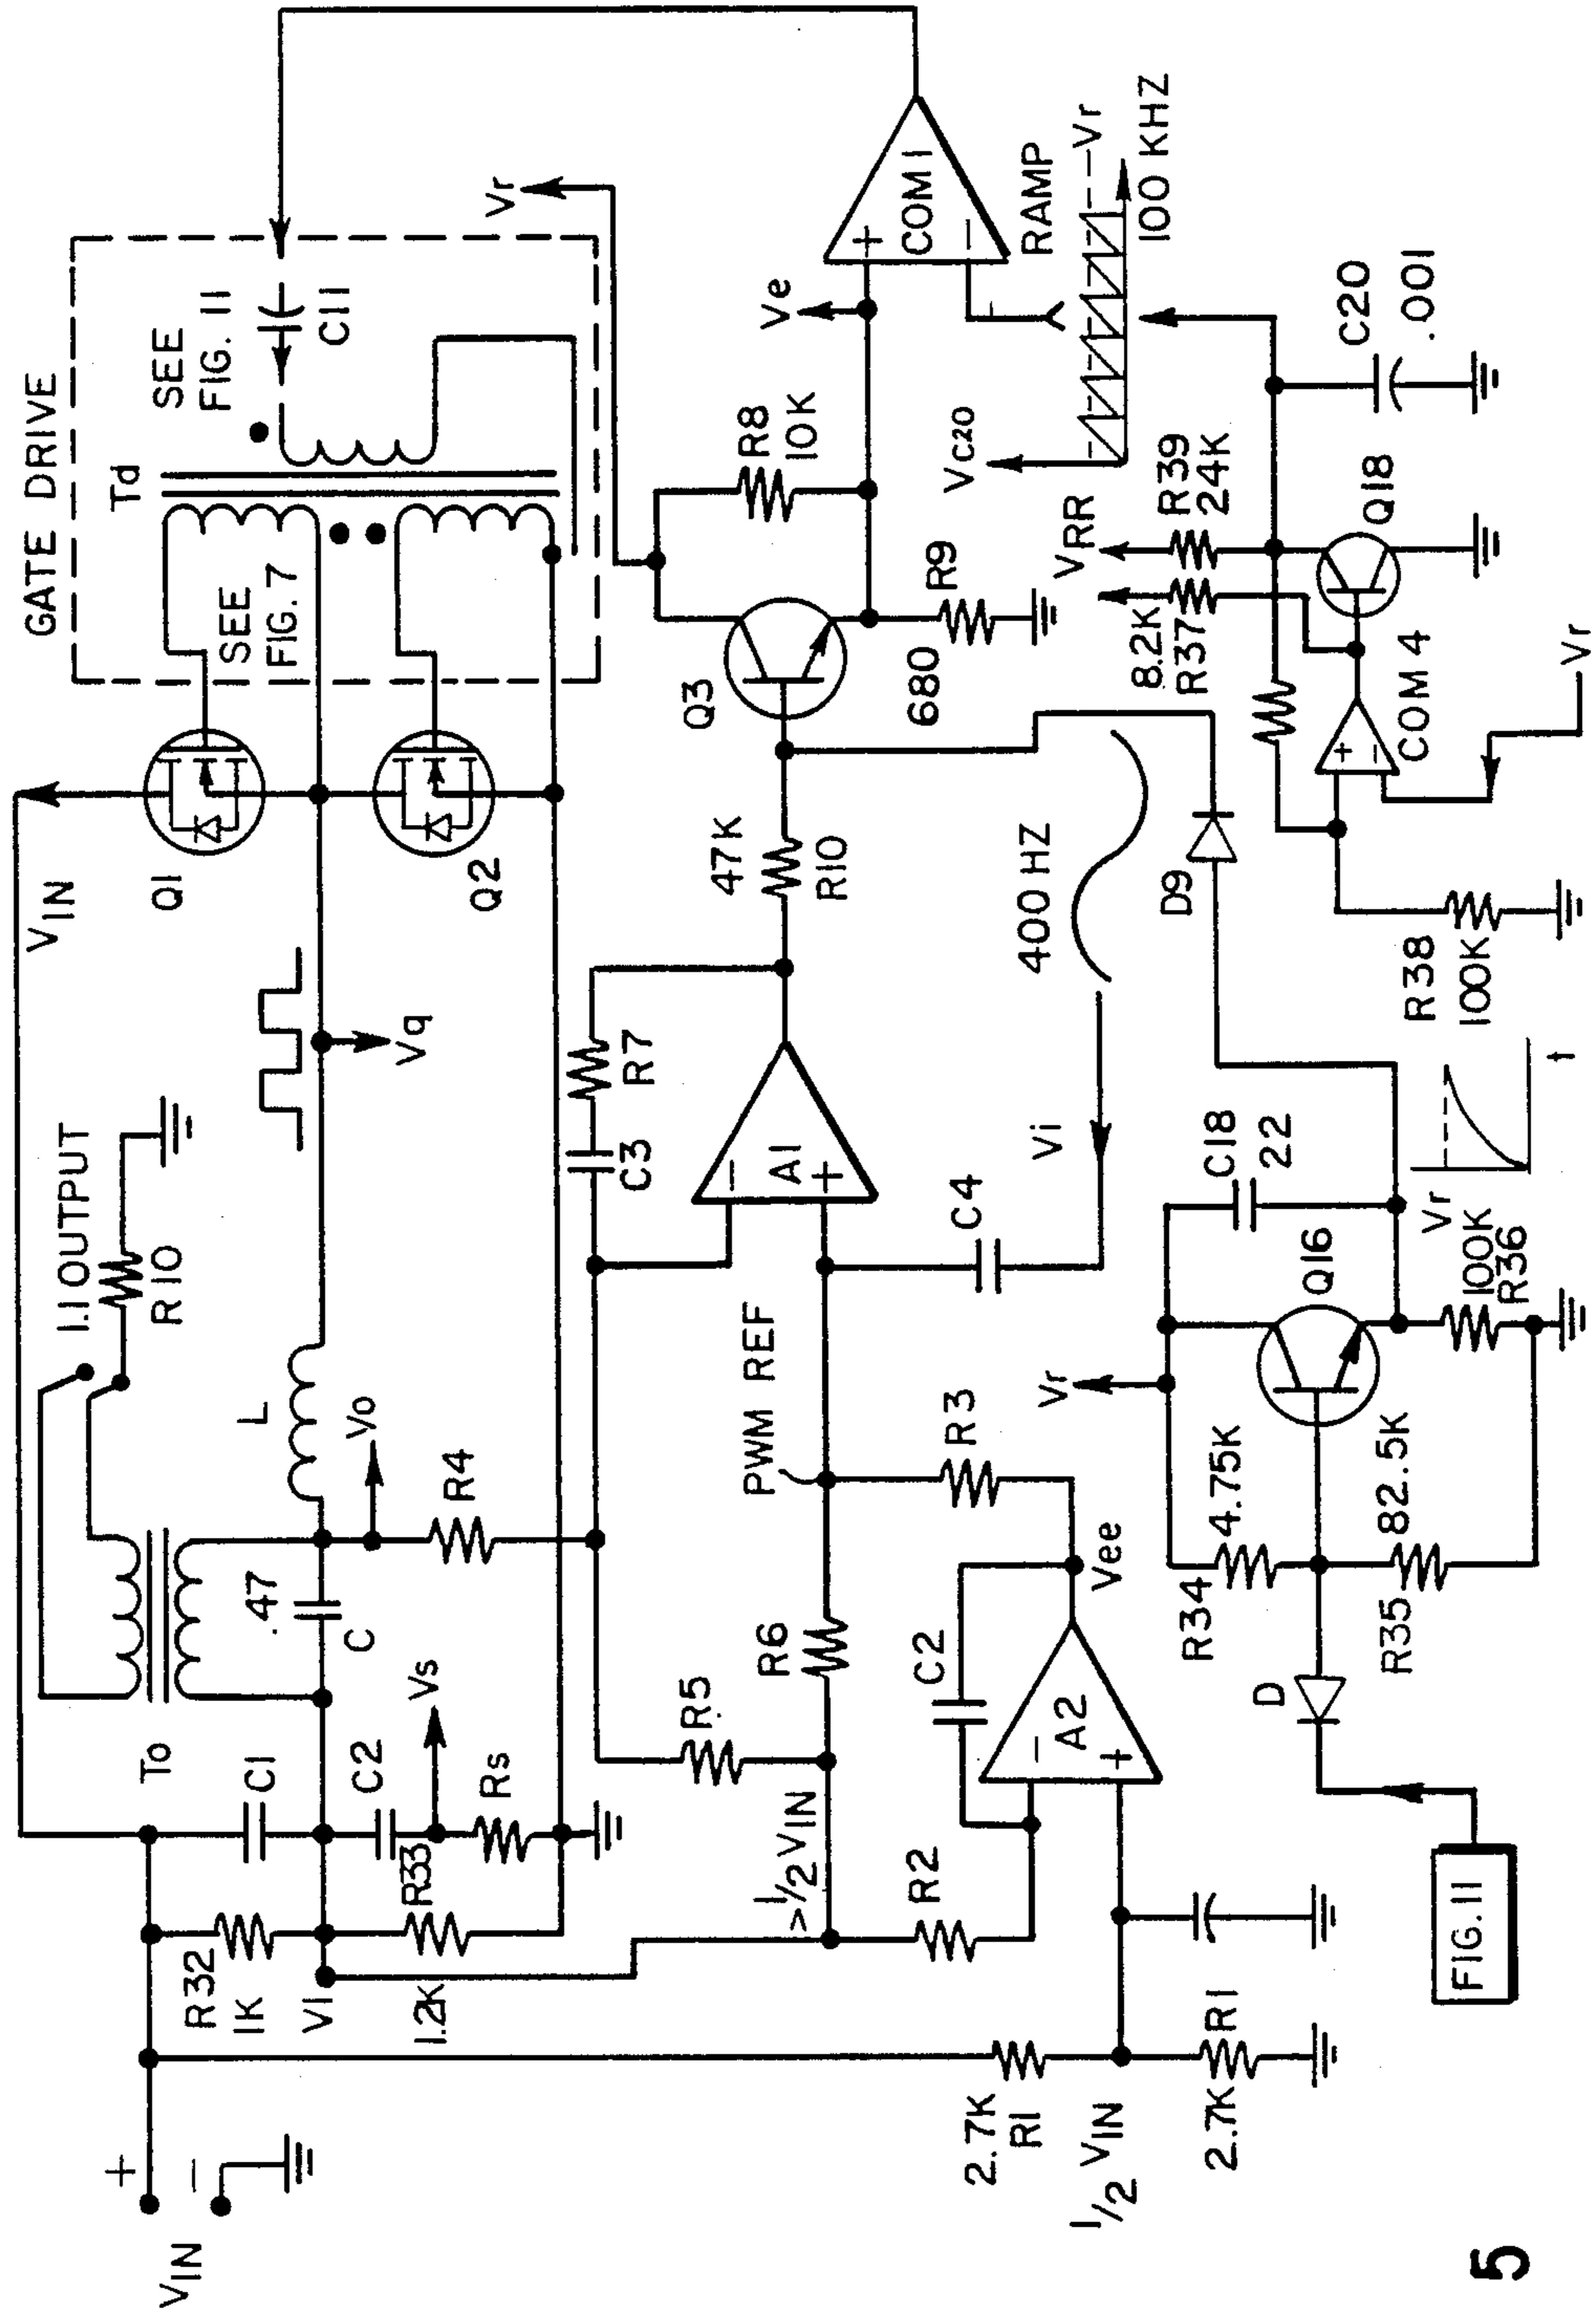 GATE DRIVE
Td
SEE
FIG. 11
C11
SEE
FIG. 7
Vr
VIN
Q1
Q2
Vq
1.1 OUTPUT
R10
L
Vo
R4
To
.47
C
C1
C2
Vs
Rs
R32
1K
R33
1.2K
V1
+
−
VIN
Ve
+
COM 1
−
RAMP
Vr
100 KHZ
Vc20
R8
10K
R9
680
Q3
47K
R10
R7
C3
−
A1
+
C4
Vi
400 HZ
PWM REF
R3
R5
R6
>1/2 VIN
R2
C2
−
A2
+
Vee
2.7K
R1
1/2 VIN
2.7K
R1
C20
.001
VRR
R39
24K
8.2K
R37
Q18
+
−
COM 4
Vr
R38
100K
D9
C18
22
Vr
t
Q16
100K
R36
Vr
R34
4.75K
R35
82.5K
D
FIG. 11
5